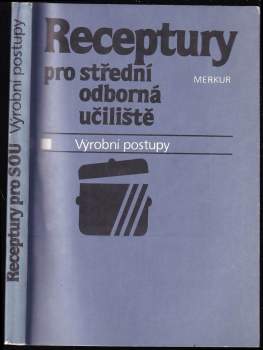 Receptury
pro střední
odborná
učiliště
MERKUR
Výrobní postupy
Receptury pro SOU Výrobní postupy